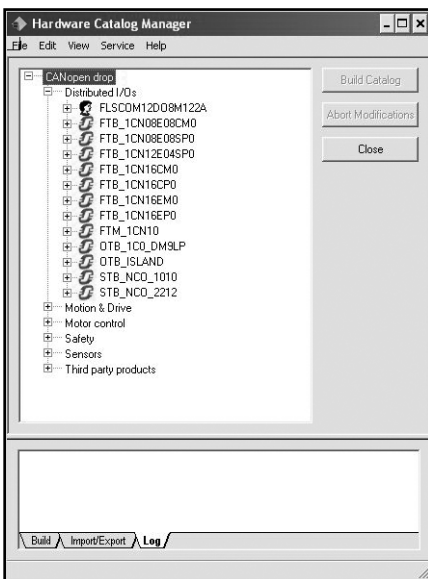 Hardware Catalog Manager
File Edit View Service Help
CANopen drop
Distributed I/Os
FLSCOM12DO8M122A
FTB_1CN08E08CM0
FTB_1CN08E08SP0
FTB_1CN12E04SP0
FTB_1CN16CM0
FTB_1CN16CP0
FTB_1CN16EM0
FTB_1CN16EP0
FTM_1CN10
OTB_1C0_DM9LP
OTB_ISLAND
STB_NCO_1010
STB_NCO_2212
Motion & Drive
Motor control
Safety
Sensors
Third party products
Build Catalog
Abort Modifications
Close
Build Import/Export Log